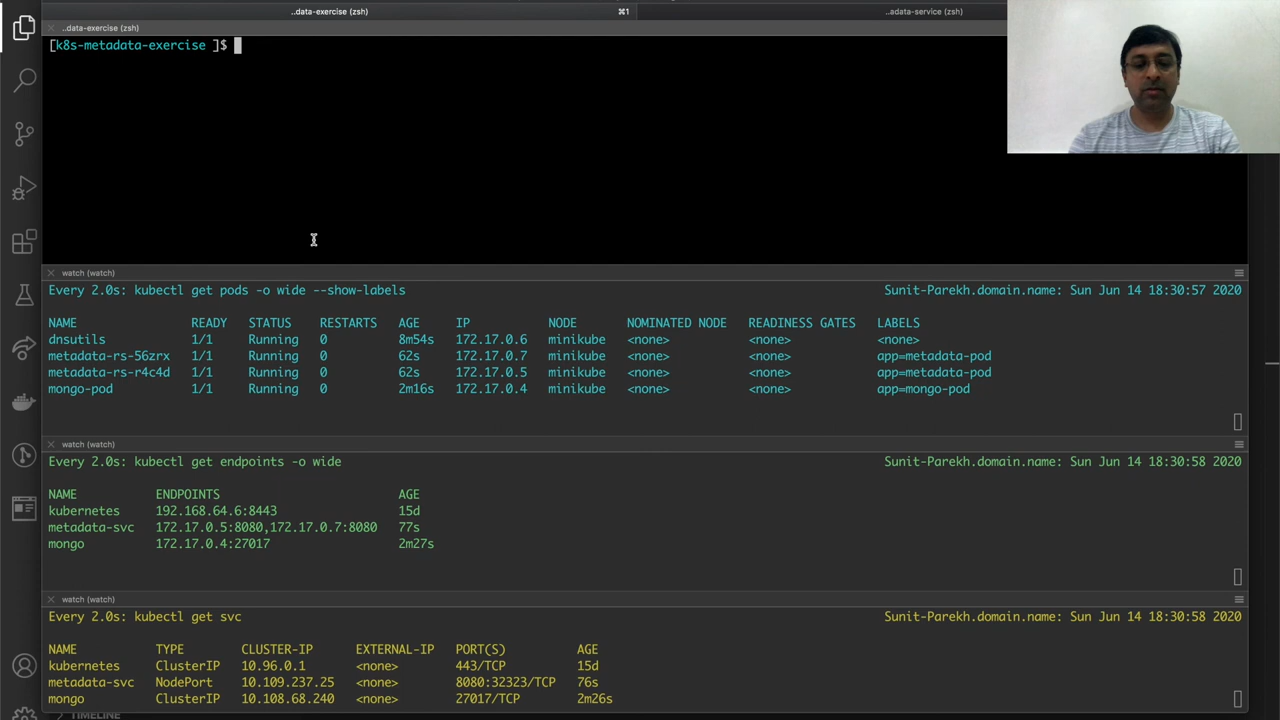 ..data-exercise (zsh) ⌘1 ..adata-service (zsh)
..data-exercise (zsh)
[k8s-metadata-exercise ]$
watch (watch)
Every 2.0s: kubectl get pods -o wide --show-labels Sunit-Parekh.domain.name: Sun Jun 14 18:30:57 2020
NAME READY STATUS RESTARTS AGE IP NODE NOMINATED NODE READINESS GATES LABELS
dnsutils 1/1 Running 0 8m54s 172.17.0.6 minikube <none> <none> <none>
metadata-rs-56zrx 1/1 Running 0 62s 172.17.0.7 minikube <none> <none> app=metadata-pod
metadata-rs-r4c4d 1/1 Running 0 62s 172.17.0.5 minikube <none> <none> app=metadata-pod
mongo-pod 1/1 Running 0 2m16s 172.17.0.4 minikube <none> <none> app=mongo-pod
watch (watch)
Every 2.0s: kubectl get endpoints -o wide Sunit-Parekh.domain.name: Sun Jun 14 18:30:58 2020
NAME ENDPOINTS AGE
kubernetes 192.168.64.6:8443 15d
metadata-svc 172.17.0.5:8080,172.17.0.7:8080 77s
mongo 172.17.0.4:27017 2m27s
watch (watch)
Every 2.0s: kubectl get svc Sunit-Parekh.domain.name: Sun Jun 14 18:30:58 2020
NAME TYPE CLUSTER-IP EXTERNAL-IP PORT(S) AGE
kubernetes ClusterIP 10.96.0.1 <none> 443/TCP 15d
metadata-svc NodePort 10.109.237.25 <none> 8080:32323/TCP 76s
mongo ClusterIP 10.108.68.240 <none> 27017/TCP 2m26s
TIMELINE